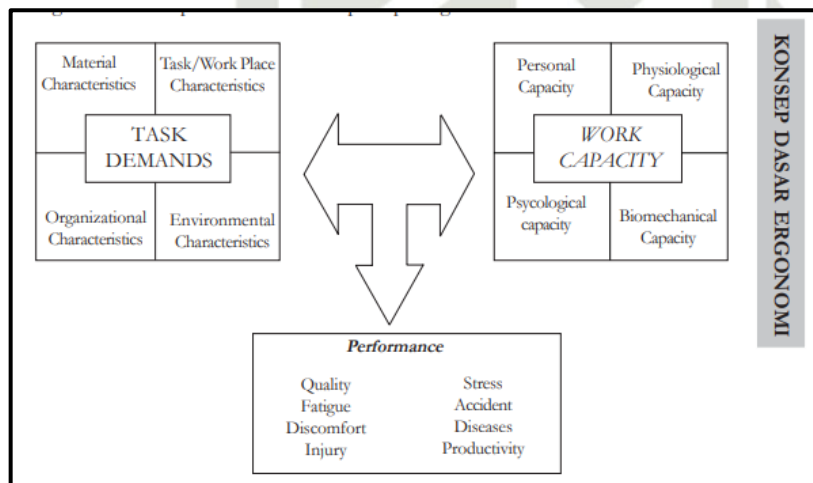 Material
Characteristics
Task/Work Place
Characteristics
TASK
DEMANDS
Organizational
Characteristics
Environmental
Characteristics
Personal
Capacity
Physiological
Capacity
WORK
CAPACITY
Psycological
capacity
Biomechanical
Capacity
KONSEP DASAR ERGONOMI
Performance
Quality
Fatigue
Discomfort
Injury
Stress
Accident
Diseases
Productivity